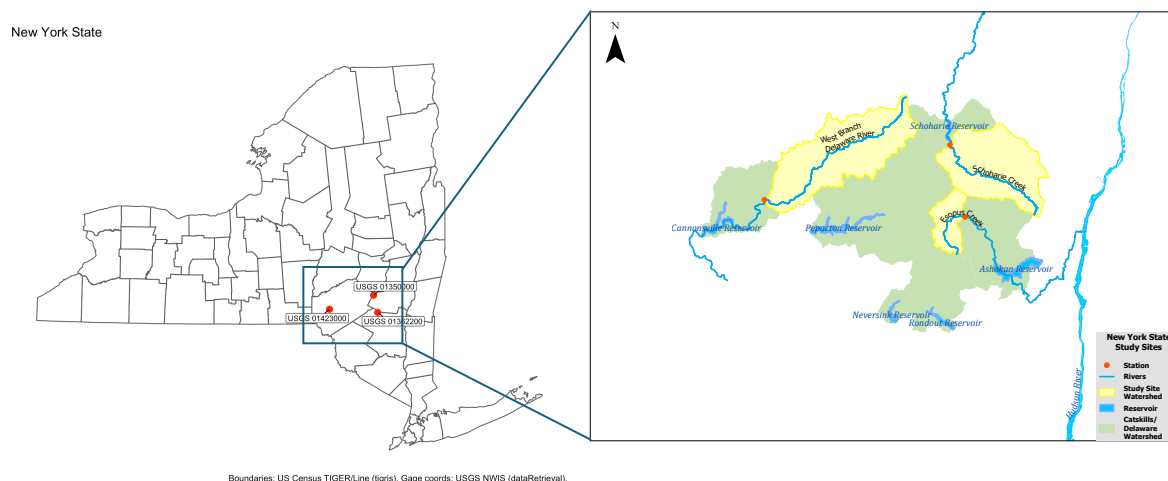 New York State
USGS 01350000
USGS 01423000
USGS 01362200
Boundaries: US Census TIGER/Line (tigris). Gage coords: USGS NWIS (dataRetrieval).
N
West Branch
Delaware River
Schoharie Reservoir
Schoharie Creek
Esopus Creek
Cannonsville Reservoir
Pepacton Reservoir
Ashokan Reservoir
Neversink Reservoir
Rondout Reservoir
Hudson River
New York State
Study Sites
Station
Rivers
Study Site
Watershed
Reservoir
Catskills/
Delaware
Watershed